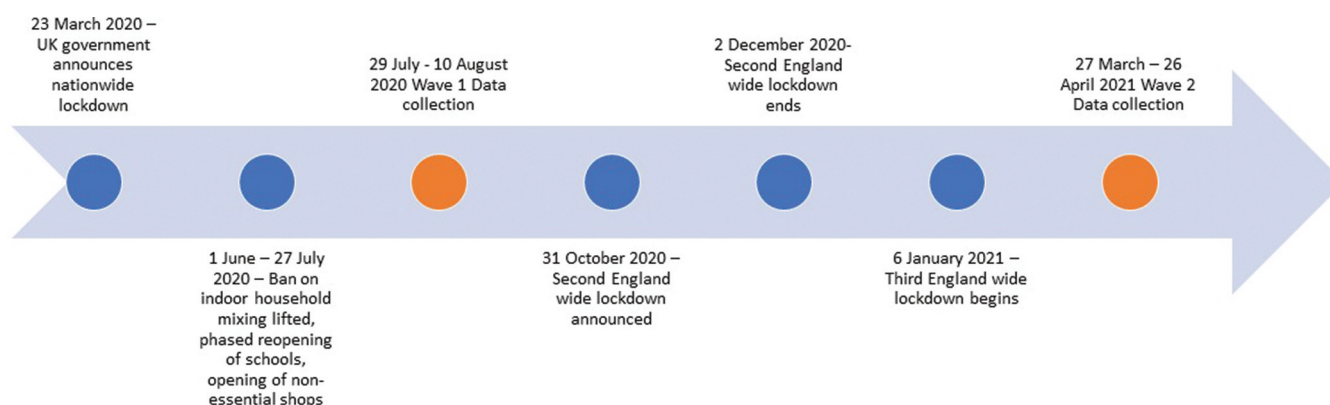 23 March 2020 –
UK government
announces
nationwide
lockdown
1 June – 27 July
2020 – Ban on
indoor household
mixing lifted,
phased reopening
of schools,
opening of non-
essential shops
29 July - 10 August
2020 Wave 1 Data
collection
31 October 2020 –
Second England
wide lockdown
announced
2 December 2020-
Second England
wide lockdown
ends
6 January 2021 –
Third England wide
lockdown begins
27 March – 26
April 2021 Wave 2
Data collection